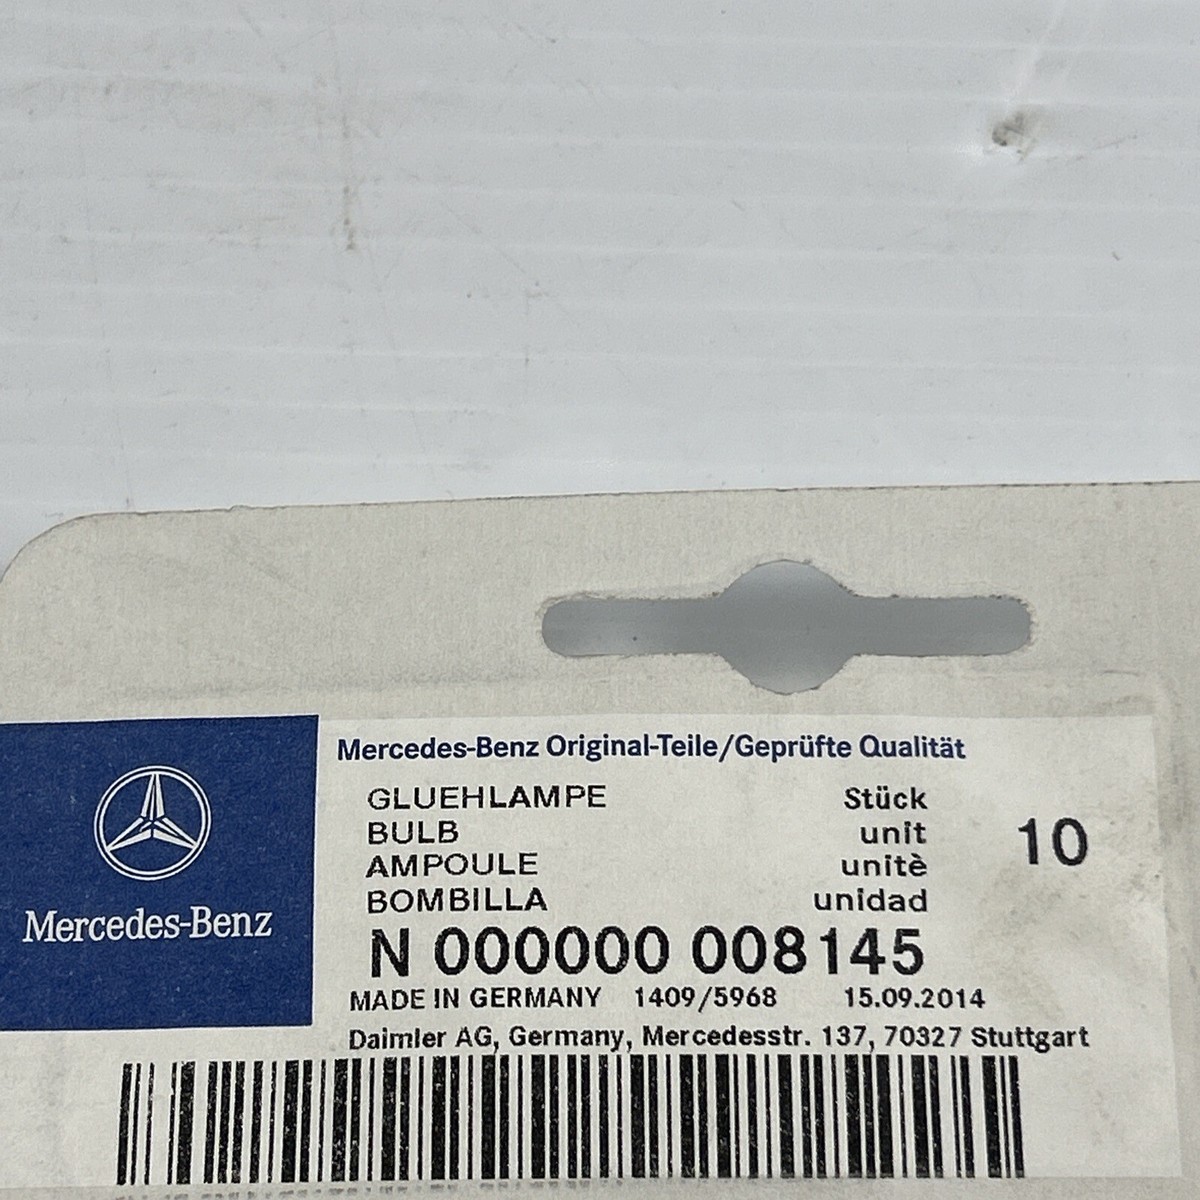 Mercedes-Benz
Mercedes-Benz Original-Teile/Geprüfte Qualität
GLUEHLAMPE Stück
BULB unit 10
AMPOULE unitè
BOMBILLA unidad
N 000000 008145
MADE IN GERMANY 1409/5968 15.09.2014
Daimler AG, Germany, Mercedesstr. 137, 70327 Stuttgart